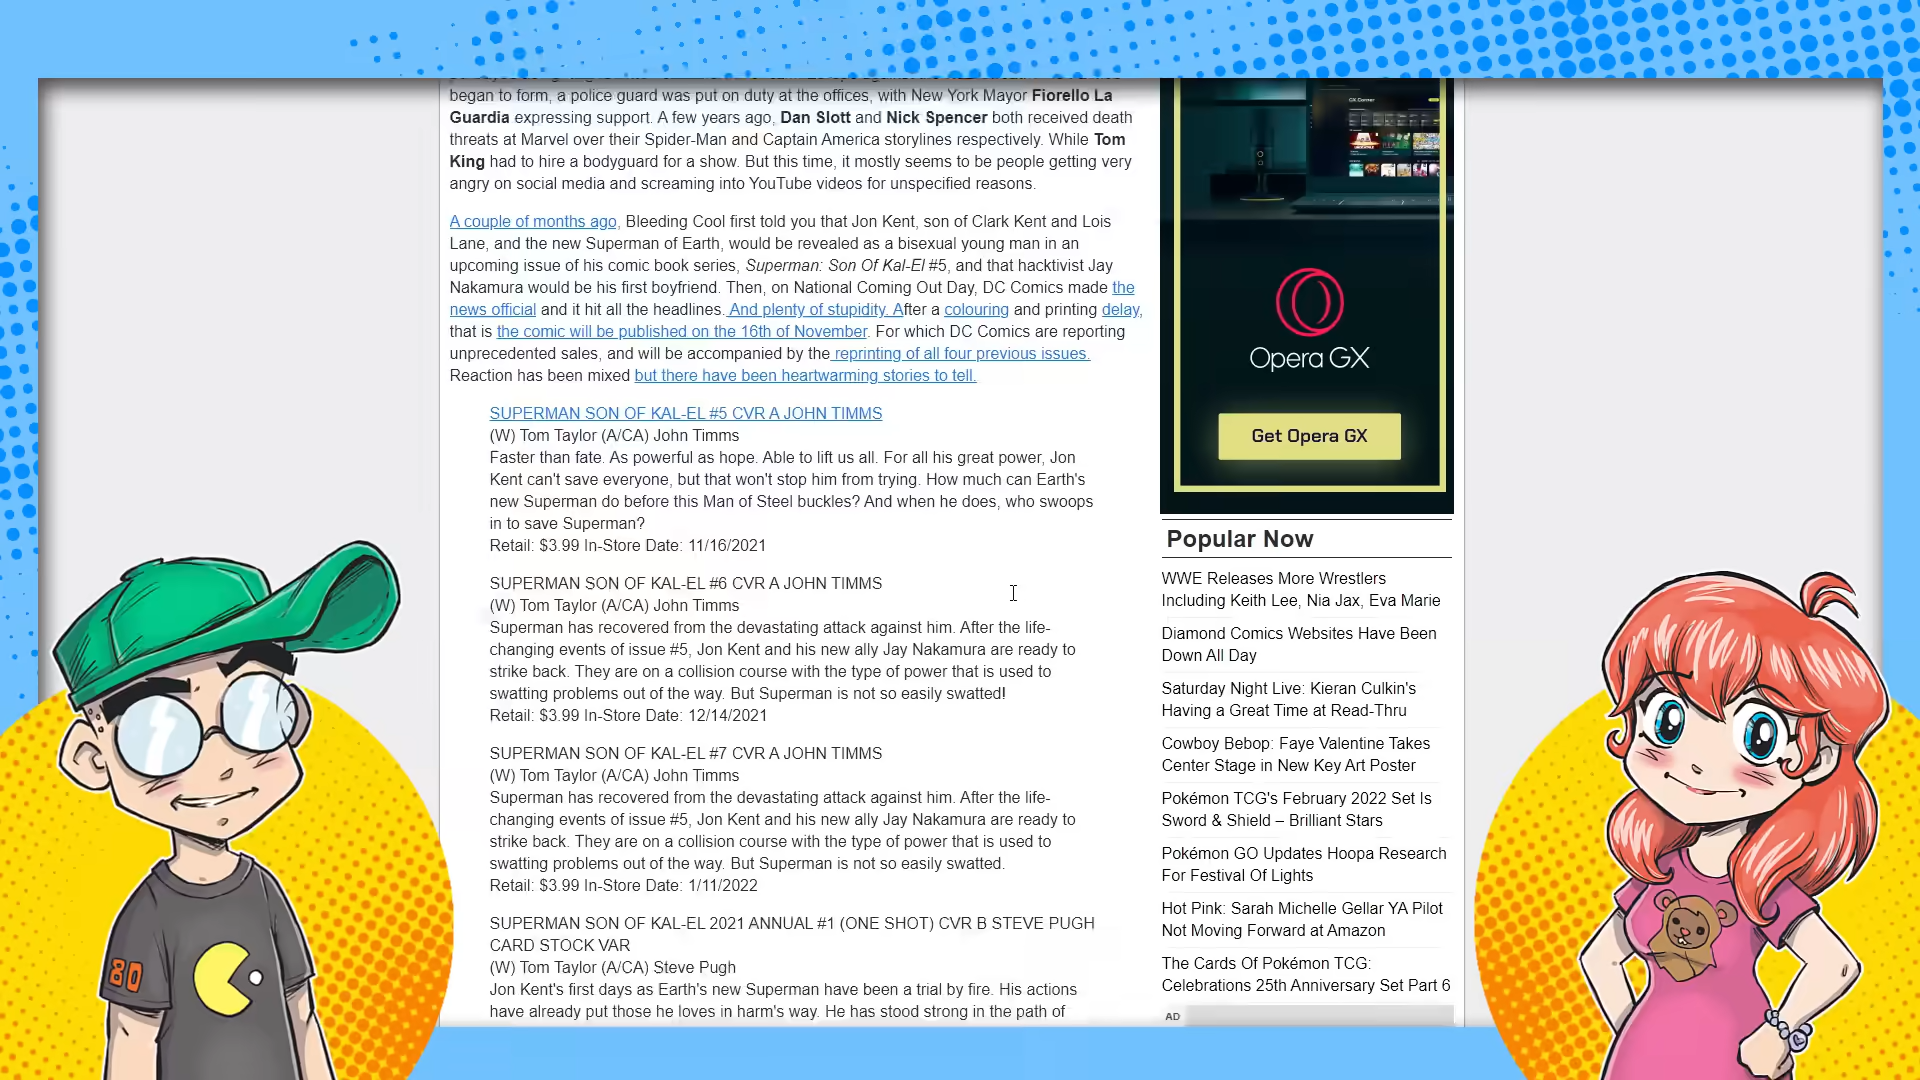 began to form, a police guard was put on duty at the offices, with New York Mayor Fiorello La
Guardia expressing support. A few years ago, Dan Slott and Nick Spencer both received death
threats at Marvel over their Spider-Man and Captain America storylines respectively. While Tom
King had to hire a bodyguard for a show. But this time, it mostly seems to be people getting very
angry on social media and screaming into YouTube videos for unspecified reasons.
A couple of months ago, Bleeding Cool first told you that Jon Kent, son of Clark Kent and Lois
Lane, and the new Superman of Earth, would be revealed as a bisexual young man in an
upcoming issue of his comic book series, Superman: Son Of Kal-El #5, and that hacktivist Jay
Nakamura would be his first boyfriend. Then, on National Coming Out Day, DC Comics made the
news official and it hit all the headlines. And plenty of stupidity. After a colouring and printing delay,
that is the comic will be published on the 16th of November. For which DC Comics are reporting
unprecedented sales, and will be accompanied by the reprinting of all four previous issues.
Reaction has been mixed but there have been heartwarming stories to tell.
SUPERMAN SON OF KAL-EL #5 CVR A JOHN TIMMS
(W) Tom Taylor (A/CA) John Timms
Faster than fate. As powerful as hope. Able to lift us all. For all his great power, Jon
Kent can't save everyone, but that won't stop him from trying. How much can Earth's
new Superman do before this Man of Steel buckles? And when he does, who swoops
in to save Superman?
Retail: $3.99 In-Store Date: 11/16/2021
SUPERMAN SON OF KAL-EL #6 CVR A JOHN TIMMS
(W) Tom Taylor (A/CA) John Timms
Superman has recovered from the devastating attack against him. After the life-
changing events of issue #5, Jon Kent and his new ally Jay Nakamura are ready to
strike back. They are on a collision course with the type of power that is used to
swatting problems out of the way. But Superman is not so easily swatted!
Retail: $3.99 In-Store Date: 12/14/2021
SUPERMAN SON OF KAL-EL #7 CVR A JOHN TIMMS
(W) Tom Taylor (A/CA) John Timms
Superman has recovered from the devastating attack against him. After the life-
changing events of issue #5, Jon Kent and his new ally Jay Nakamura are ready to
strike back. They are on a collision course with the type of power that is used to
swatting problems out of the way. But Superman is not so easily swatted.
Retail: $3.99 In-Store Date: 1/11/2022
SUPERMAN SON OF KAL-EL 2021 ANNUAL #1 (ONE SHOT) CVR B STEVE PUGH
CARD STOCK VAR
(W) Tom Taylor (A/CA) Steve Pugh
Jon Kent's first days as Earth's new Superman have been a trial by fire. His actions
have already put those he loves in harm's way. He has stood strong in the path of
GX Corner
Opera GX
Get Opera GX
Popular Now
WWE Releases More Wrestlers
Including Keith Lee, Nia Jax, Eva Marie
Diamond Comics Websites Have Been
Down All Day
Saturday Night Live: Kieran Culkin's
Having a Great Time at Read-Thru
Cowboy Bebop: Faye Valentine Takes
Center Stage in New Key Art Poster
Pokémon TCG's February 2022 Set Is
Sword & Shield – Brilliant Stars
Pokémon GO Updates Hoopa Research
For Festival Of Lights
Hot Pink: Sarah Michelle Gellar YA Pilot
Not Moving Forward at Amazon
The Cards Of Pokémon TCG:
Celebrations 25th Anniversary Set Part 6
AD
80